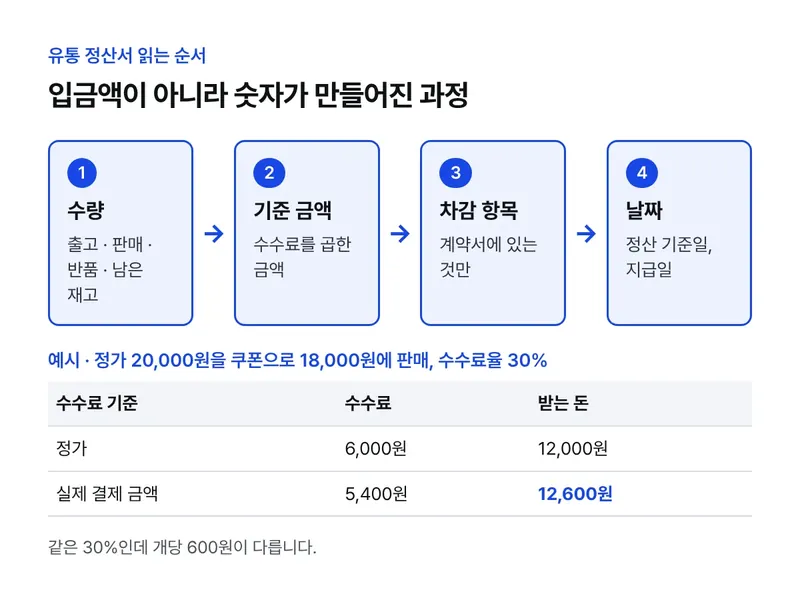 유통 정산서 읽는 순서
입금액이 아니라 숫자가 만들어진 과정
1
수량
출고 · 판매 ·
반품 · 남은
재고
→
2
기준 금액
수수료를 곱한
금액
→
3
차감 항목
계약서에 있는
것만
→
4
날짜
정산 기준일,
지급일
예시 · 정가 20,000원을 쿠폰으로 18,000원에 판매, 수수료율 30%
수수료 기준 수수료 받는 돈
정가 6,000원 12,000원
실제 결제 금액 5,400원 12,600원
같은 30%인데 개당 600원이 다릅니다.